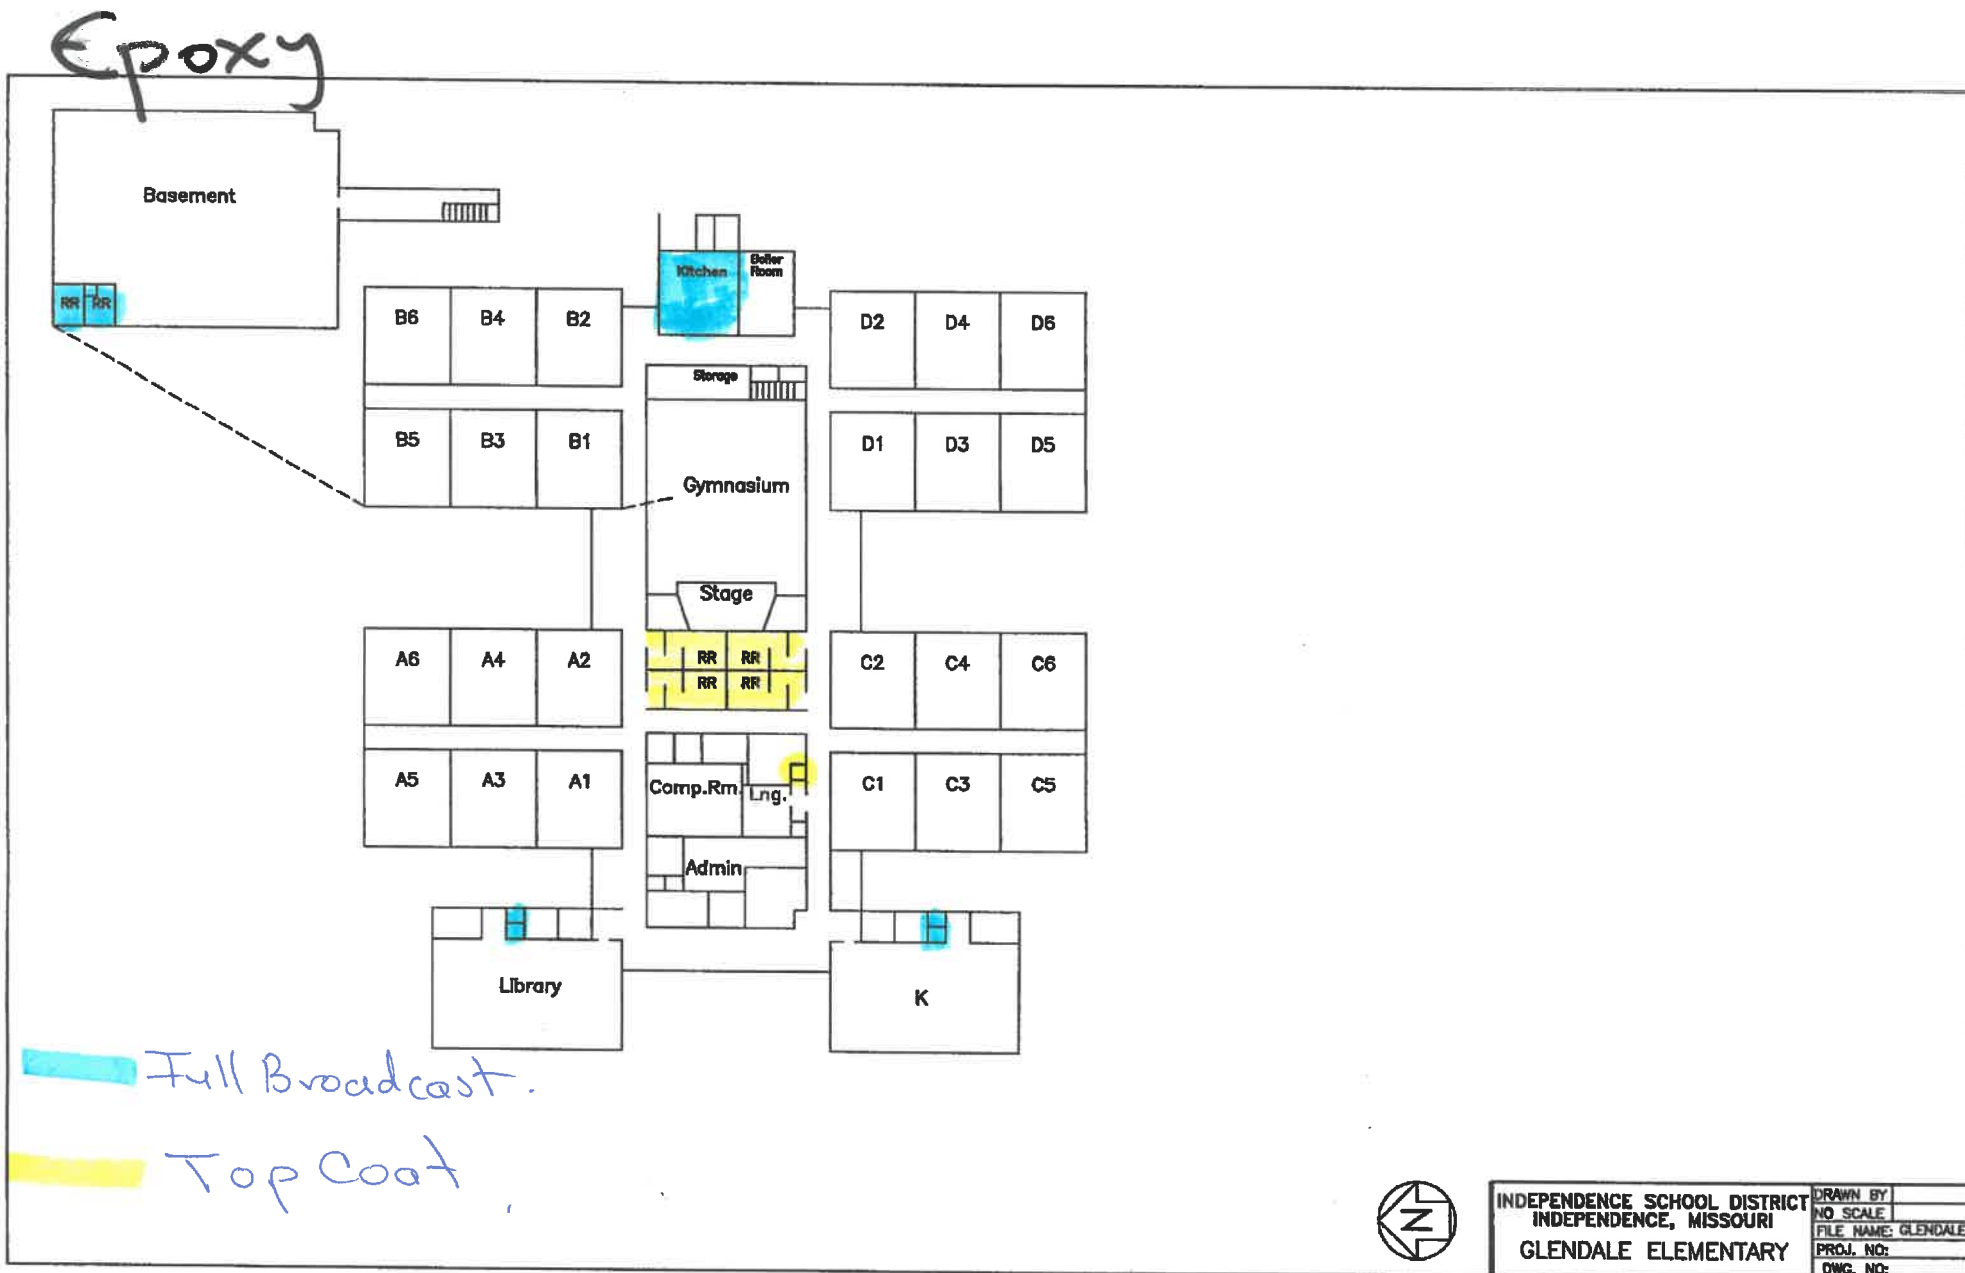 Epoxy
Basement
RR RR
Kitchen
Boiler
Room
B6 B4 B2
D2 D4 D6
Storage
B5 B3 B1
D1 D3 D5
Gymnasium
Stage
RR RR
RR RR
A6 A4 A2
C2 C4 C6
A5 A3 A1
Comp.Rm.
Lng.
C1 C3 C5
Admin
Library
K
Full Broadcast.
Top Coat
N
INDEPENDENCE SCHOOL DISTRICT
INDEPENDENCE, MISSOURI
GLENDALE ELEMENTARY
DRAWN BY
NO SCALE
FILE NAME: GLENDALE
PROJ. NO:
DWG. NO: